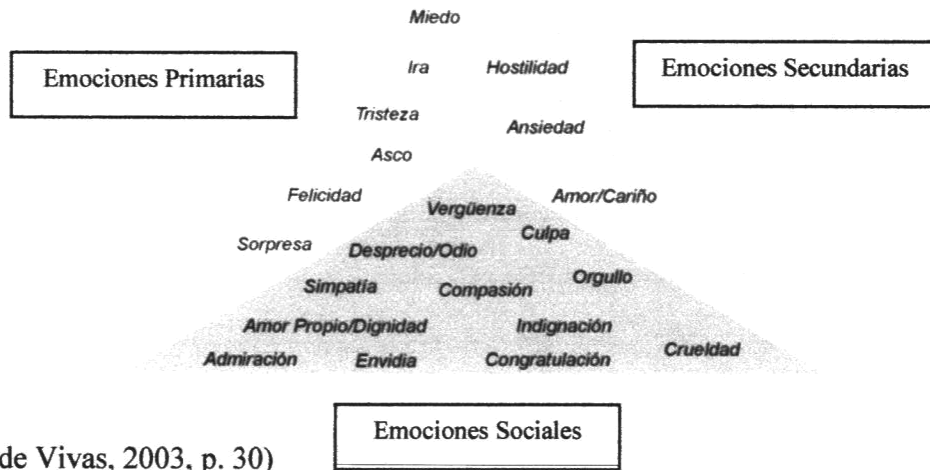 Miedo
Emociones Primarias
Ira
Hostilidad
Emociones Secundarias
Tristeza
Ansiedad
Asco
Felicidad
Amor/Cariño
Vergüenza
Culpa
Sorpresa
Desprecio/Odio
Orgullo
Simpatía
Compasión
Amor Propio/Dignidad
Indignación
Crueldad
Admiración
Envidia
Congratulación
Emociones Sociales
de Vivas, 2003, p. 30)